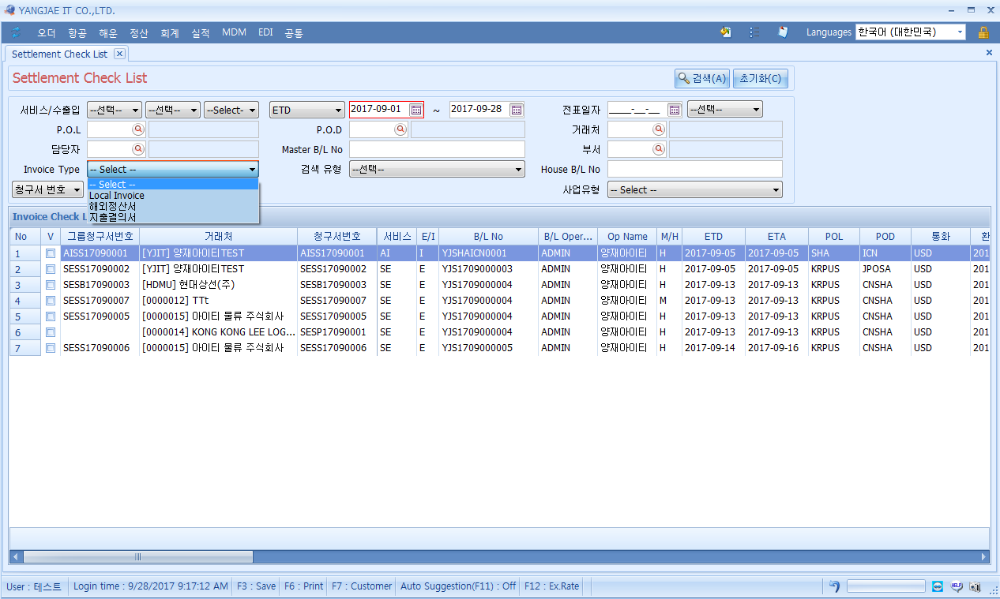 YANGJAE IT CO.,LTD.
오더 항공 해운 정산 회계 실적 MDM EDI 공통 Languages 한국어 (대한민국)
Settlement Check List
Settlement Check List 검색(A) 초기화(C)
서비스/수출입 --선택-- --선택-- --Select- ETD 2017-09-01 ~ 2017-09-28 전표일자 ____-__-__ --선택--
P.O.L P.O.D 거래처
담당자 Master B/L No 부서
Invoice Type -- Select -- 검색 유형 --선택-- House B/L No
청구서 번호 사업유형 -- Select --
-- Select --
Local Invoice
해외정산서
지출결의서
Invoice Check L
No V 그룹청구서번호 거래처 청구서번호 서비스 E/I B/L No B/L Oper... Op Name M/H ETD ETA POL POD 통화 환
1 AISS17090001 [YJIT] 양재아이티TEST AISS17090001 AI I YJSHAICN0001 ADMIN 양재아이티 H 2017-09-05 2017-09-05 SHA ICN USD 201
2 SESS17090002 [YJIT] 양재아이티TEST SESS17090002 SE E YJS1709000003 ADMIN 양재아이티 H 2017-09-05 2017-09-05 KRPUS JPOSA USD 201
3 SESB17090003 [HDMU] 현대상선(주) SESB17090003 SE E YJS1709000004 ADMIN 양재아이티 H 2017-09-13 2017-09-13 KRPUS CNSHA USD 201
4 SESS17090007 [0000012] TTt SESS17090007 SE E YJS1709000004 ADMIN 양재아이티 M 2017-09-13 2017-09-13 KRPUS CNSHA USD 201
5 SESS17090005 [0000015] 아이티 물류 주식회사 SESS17090005 SE E YJS1709000004 ADMIN 양재아이티 H 2017-09-13 2017-09-13 KRPUS CNSHA USD 201
6 [0000014] KONG KONG LEE LOG... SESP17090001 SE E YJS1709000004 ADMIN 양재아이티 H 2017-09-13 2017-09-13 KRPUS CNSHA USD 201
7 SESS17090006 [0000015] 아이티 물류 주식회사 SESS17090006 SE E YJS1709000005 ADMIN 양재아이티 H 2017-09-14 2017-09-16 KRPUS CNSHA USD 201
User : 테스트 Login time : 9/28/2017 9:17:12 AM F3 : Save F6 : Print F7 : Customer Auto Suggestion(F11) : Off F12 : Ex.Rate HELP